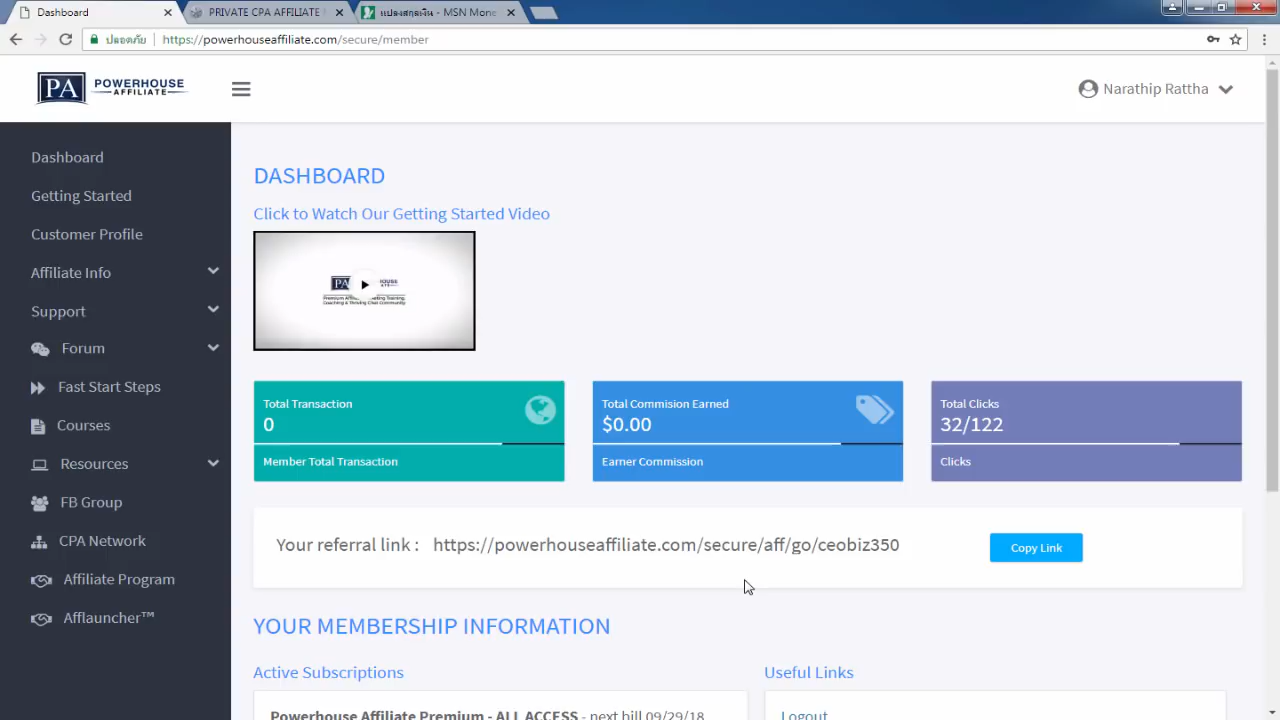 Dashboard
PRIVATE CPA AFFILIATE
แปลงสกุลเงิน - MSN Mone
ปลอดภัย
https://powerhouseaffiliate.com/secure/member
PA POWERHOUSE AFFILIATE
Narathip Rattha
Dashboard
Getting Started
Customer Profile
Affiliate Info
Support
Forum
Fast Start Steps
Courses
Resources
FB Group
CPA Network
Affiliate Program
Afflauncher™
DASHBOARD
Click to Watch Our Getting Started Video
Total Transaction
0
Member Total Transaction
Total Commision Earned
$0.00
Earner Commission
Total Clicks
32/122
Clicks
Your referral link : https://powerhouseaffiliate.com/secure/aff/go/ceobiz350
Copy Link
YOUR MEMBERSHIP INFORMATION
Active Subscriptions
Powerhouse Affiliate Premium - ALL ACCESS - next bill 09/29/18
Useful Links
Logout